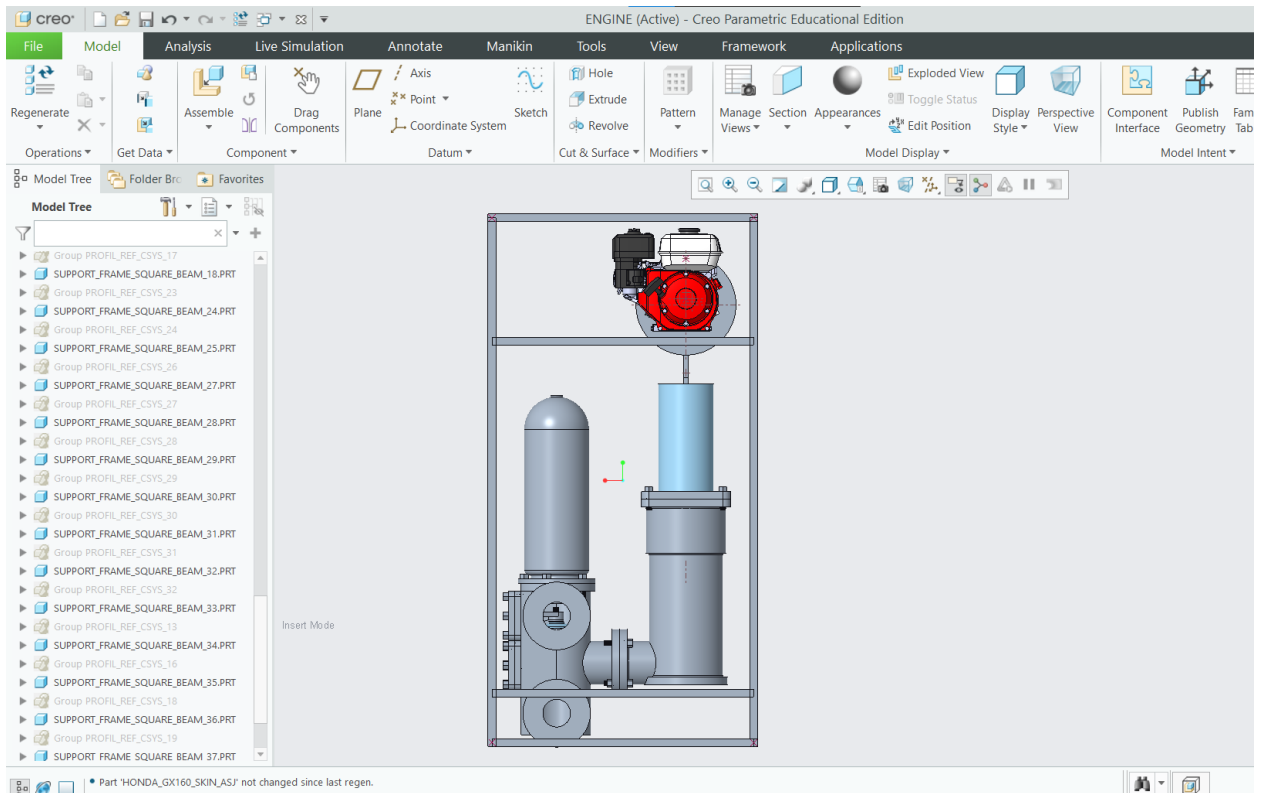 creo®
ENGINE (Active) - Creo Parametric Educational Edition
File Model Analysis Live Simulation Annotate Manikin Tools View Framework Applications
Regenerate
Assemble
Drag
Components
Plane
Axis
Point
Coordinate System
Sketch
Hole
Extrude
Revolve
Pattern
Manage
Views
Section
Appearances
Exploded View
Toggle Status
Edit Position
Display
Style
Perspective
View
Component
Interface
Publish
Geometry
Fam
Tab
Operations Get Data Component Datum Cut & Surface Modifiers Model Display Model Intent
Model Tree Folder Bro Favorites
Model Tree
Group PROFIL_REF_CSYS_17
SUPPORT_FRAME_SQUARE_BEAM_18.PRT
Group PROFIL_REF_CSYS_23
SUPPORT_FRAME_SQUARE_BEAM_24.PRT
Group PROFIL_REF_CSYS_24
SUPPORT_FRAME_SQUARE_BEAM_25.PRT
Group PROFIL_REF_CSYS_26
SUPPORT_FRAME_SQUARE_BEAM_27.PRT
Group PROFIL_REF_CSYS_27
SUPPORT_FRAME_SQUARE_BEAM_28.PRT
Group PROFIL_REF_CSYS_28
SUPPORT_FRAME_SQUARE_BEAM_29.PRT
Group PROFIL_REF_CSYS_29
SUPPORT_FRAME_SQUARE_BEAM_30.PRT
Group PROFIL_REF_CSYS_30
SUPPORT_FRAME_SQUARE_BEAM_31.PRT
Group PROFIL_REF_CSYS_31
SUPPORT_FRAME_SQUARE_BEAM_32.PRT
Group PROFIL_REF_CSYS_32
SUPPORT_FRAME_SQUARE_BEAM_33.PRT
Group PROFIL_REF_CSYS_13
SUPPORT_FRAME_SQUARE_BEAM_34.PRT
Group PROFIL_REF_CSYS_16
SUPPORT_FRAME_SQUARE_BEAM_35.PRT
Group PROFIL_REF_CSYS_18
SUPPORT_FRAME_SQUARE_BEAM_36.PRT
Group PROFIL_REF_CSYS_19
SUPPORT_FRAME_SQUARE_BEAM_37.PRT
Insert Mode
• Part 'HONDA_GX160_SKIN_ASJ' not changed since last regen.